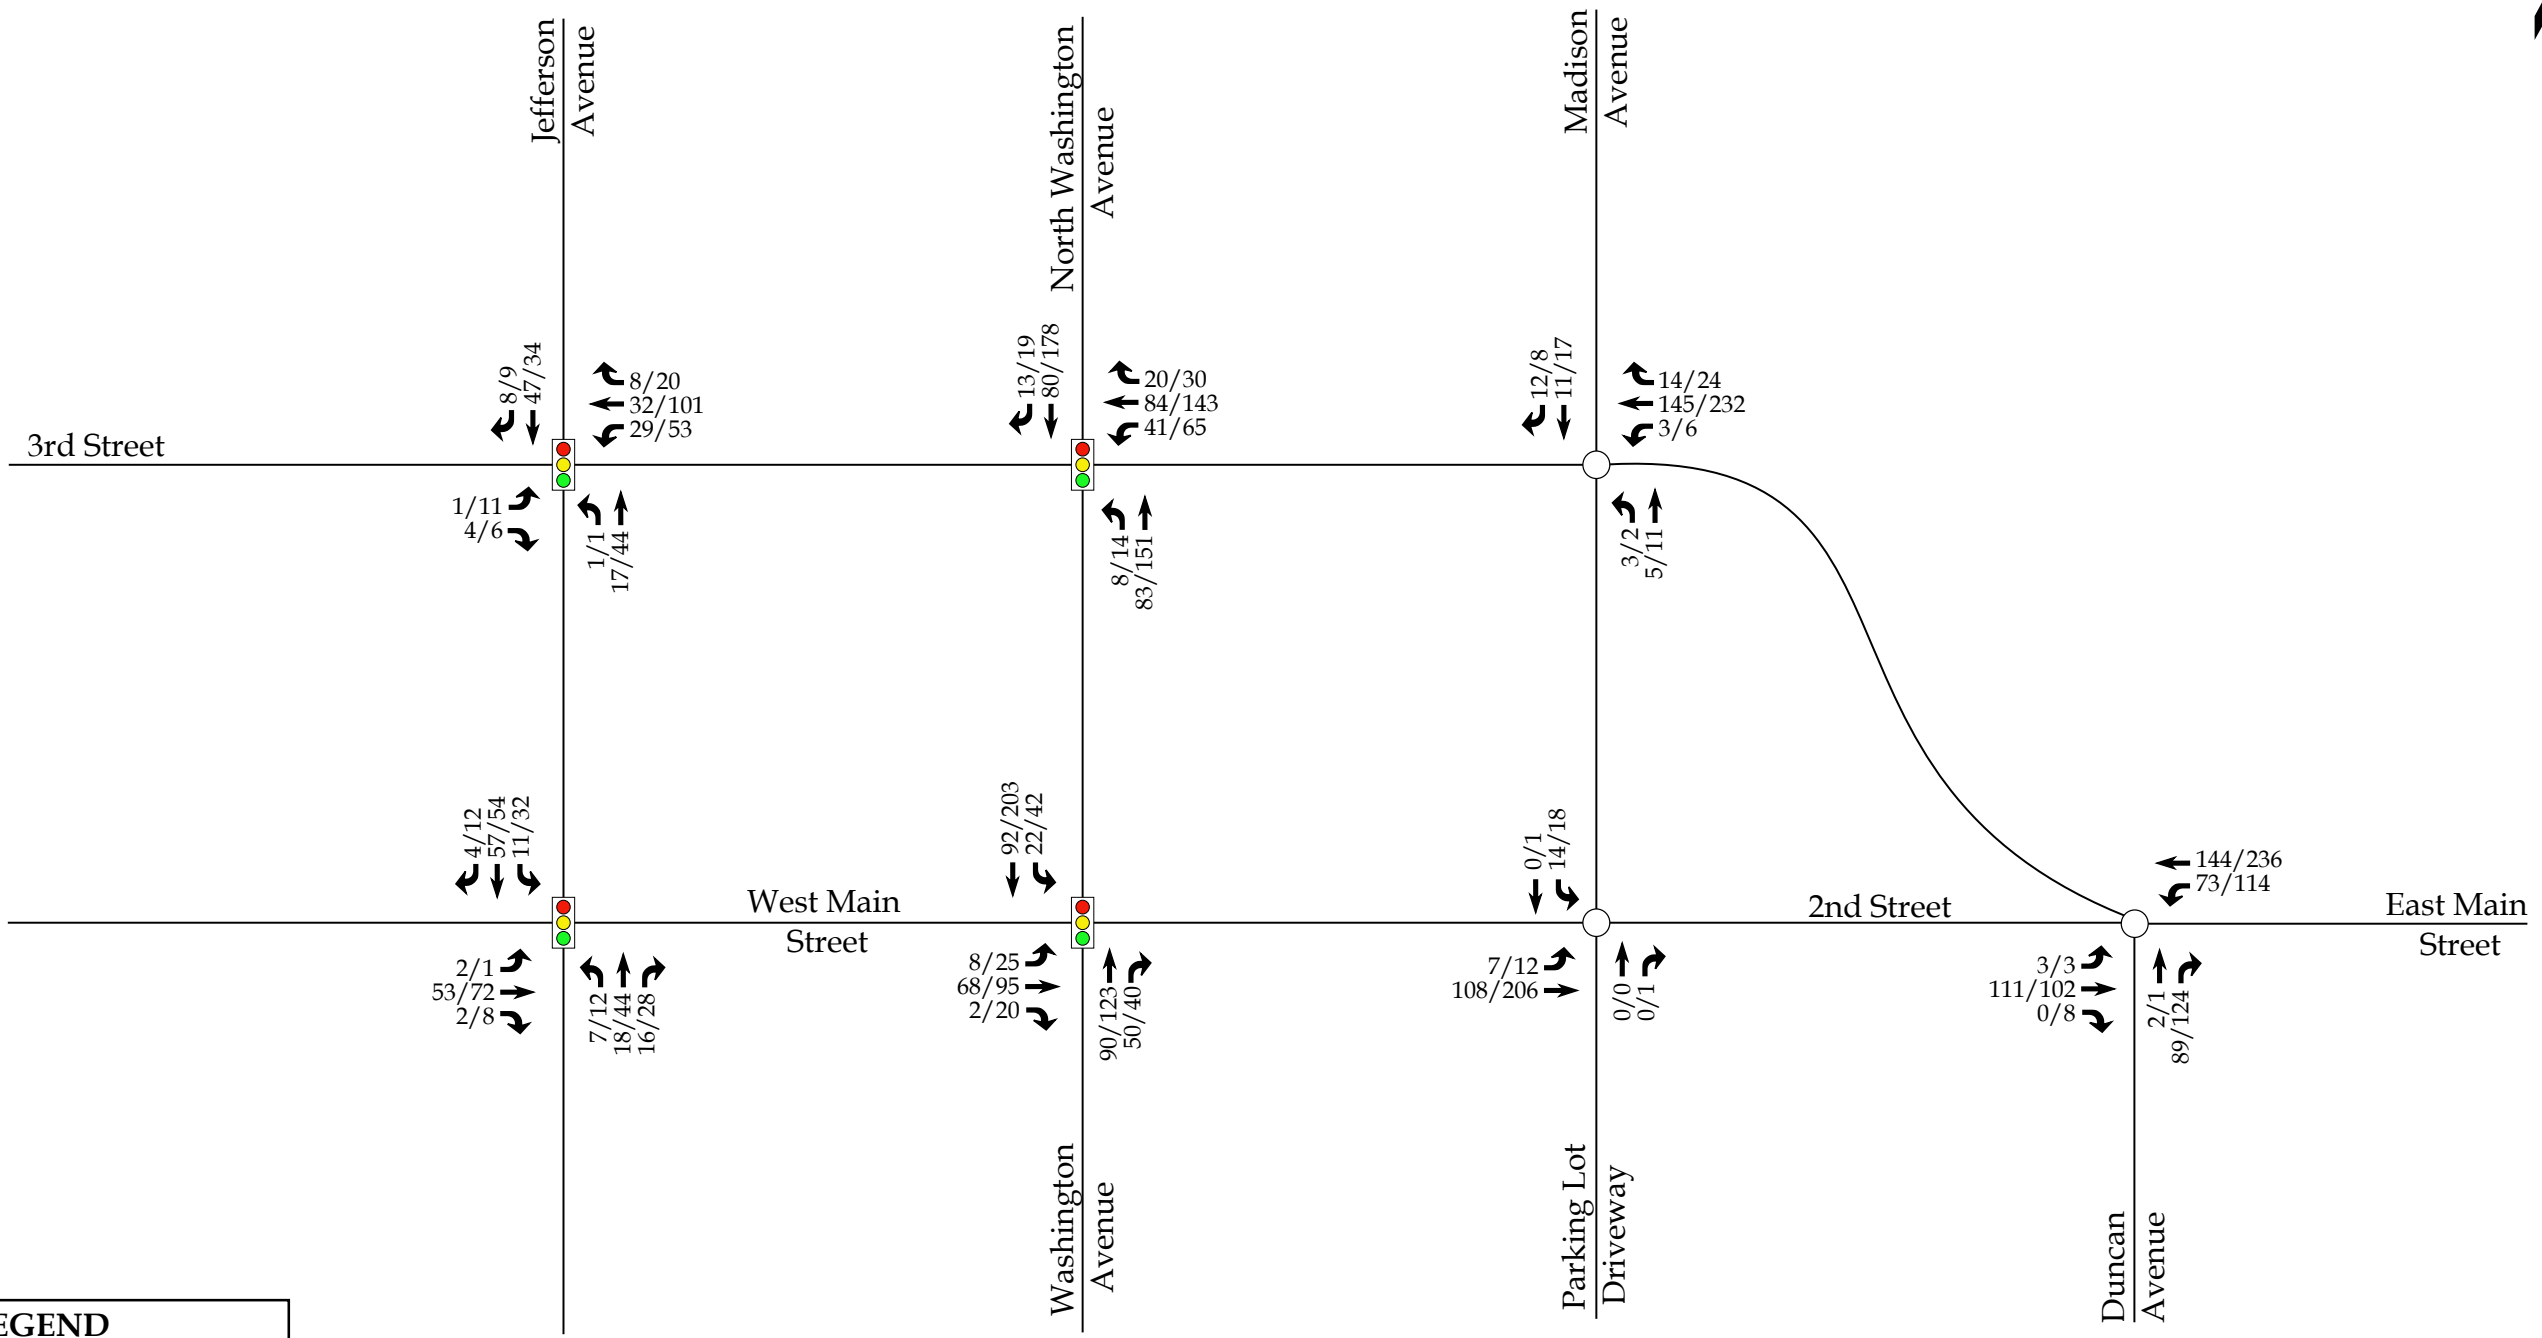 Jefferson
Avenue
North Washington
Avenue
Madison
Avenue
8/9
47/34
8/20
32/101
29/53
13/19
80/178
20/30
84/143
41/65
12/8
11/17
14/24
145/232
3/6
3rd Street
1/11
4/6
1/1
17/44
8/14
83/151
3/2
5/11
4/12
57/54
11/32
92/203
22/42
0/1
14/18
144/236
73/114
West Main
Street
2nd Street
East Main
Street
2/1
53/72
2/8
7/12
18/44
16/28
8/25
68/95
2/20
90/123
50/40
7/12
108/206
0/0
0/1
3/3
111/102
0/8
2/1
89/124
Washington
Avenue
Parking Lot
Driveway
Duncan
Avenue
EGEND